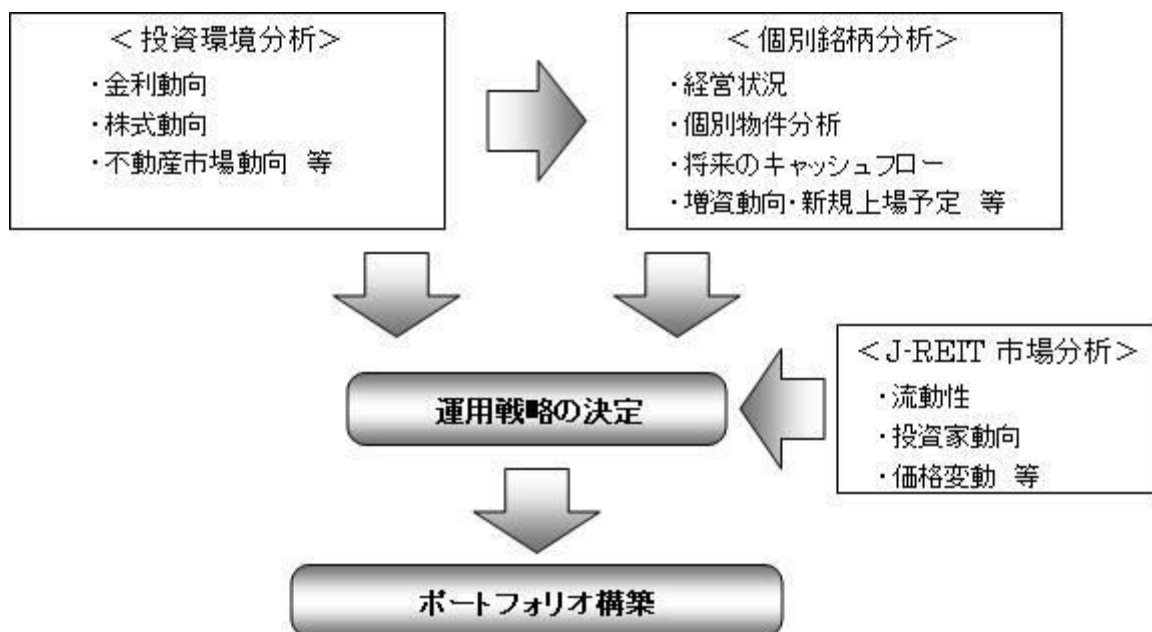 ＜投資環境分析＞
・金利動向
・株式動向
・不動産市場動向 等
＜個別銘柄分析＞
・経営状況
・個別物件分析
・将来のキャッシュフロー
・増資動向・新規上場予定 等
＜J-REIT 市場分析＞
・流動性
・投資家動向
・価格変動 等
運用戦略の決定
ポートフォリオ構築